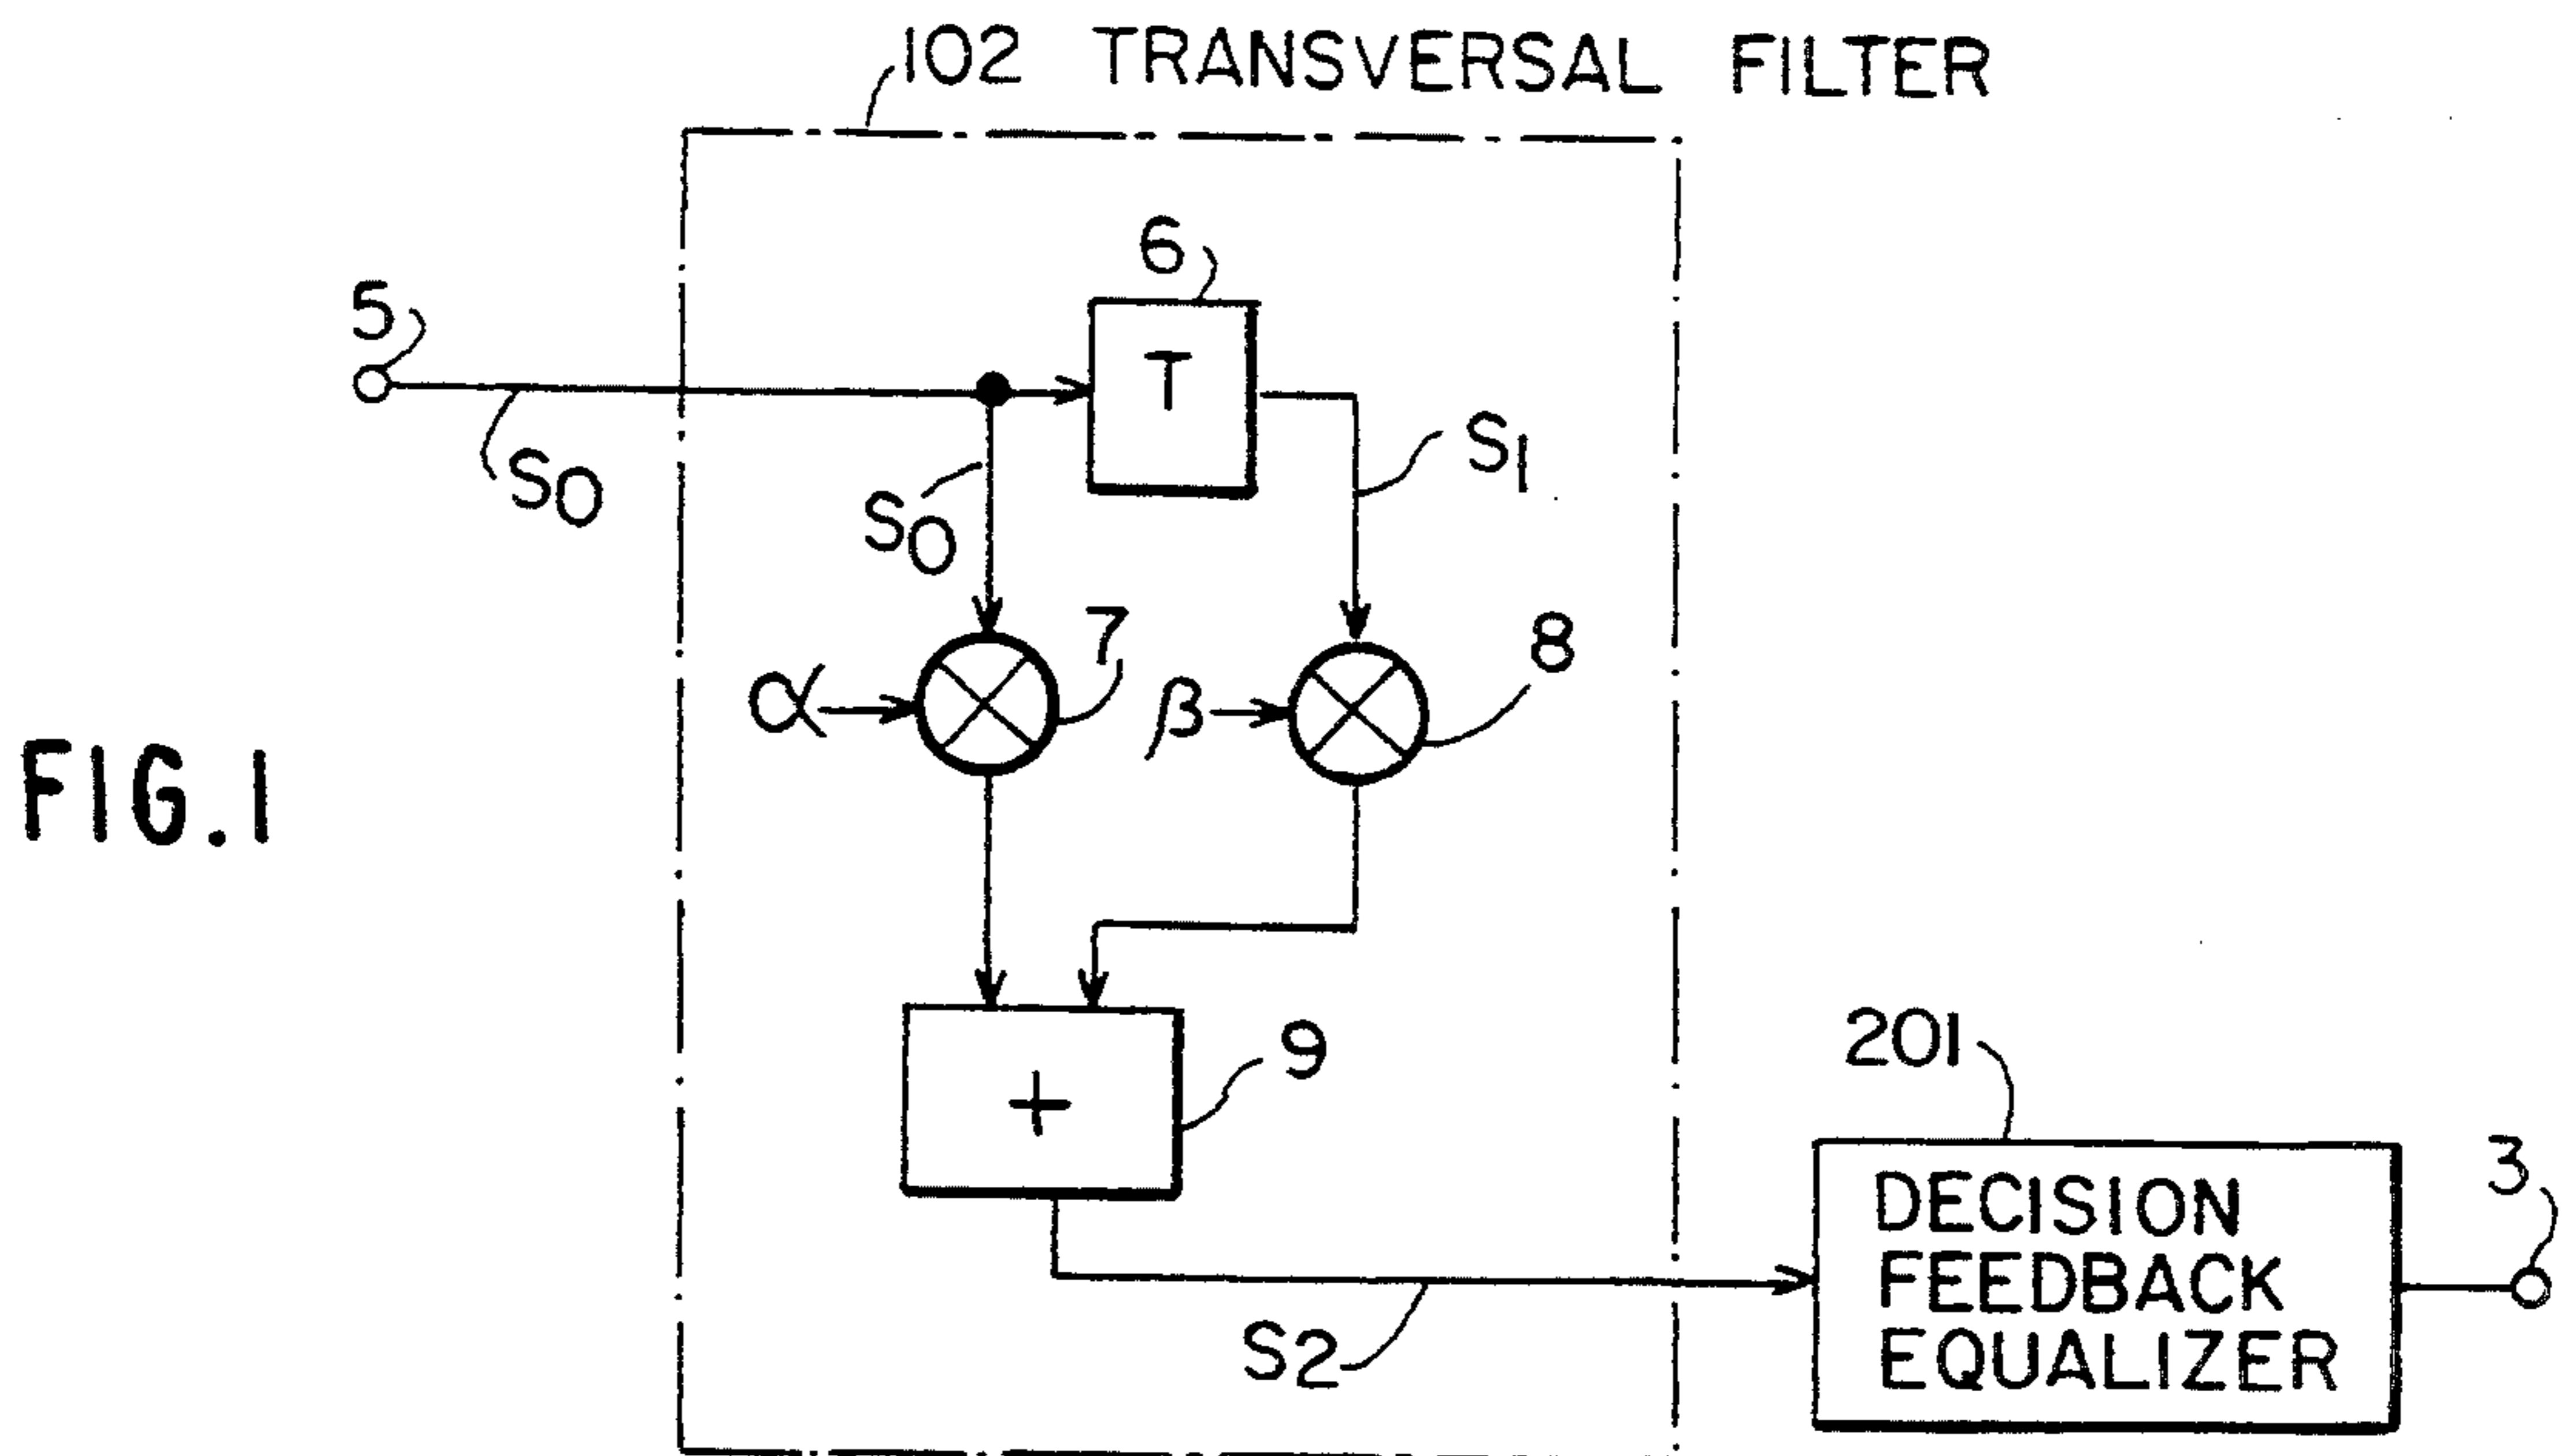 102 TRANSVERSAL FILTER
6
5
T
S0
S0
S1
α
7
β
8
FIG.1
+
9
201
3
DECISION
FEEDBACK
EQUALIZER
S2